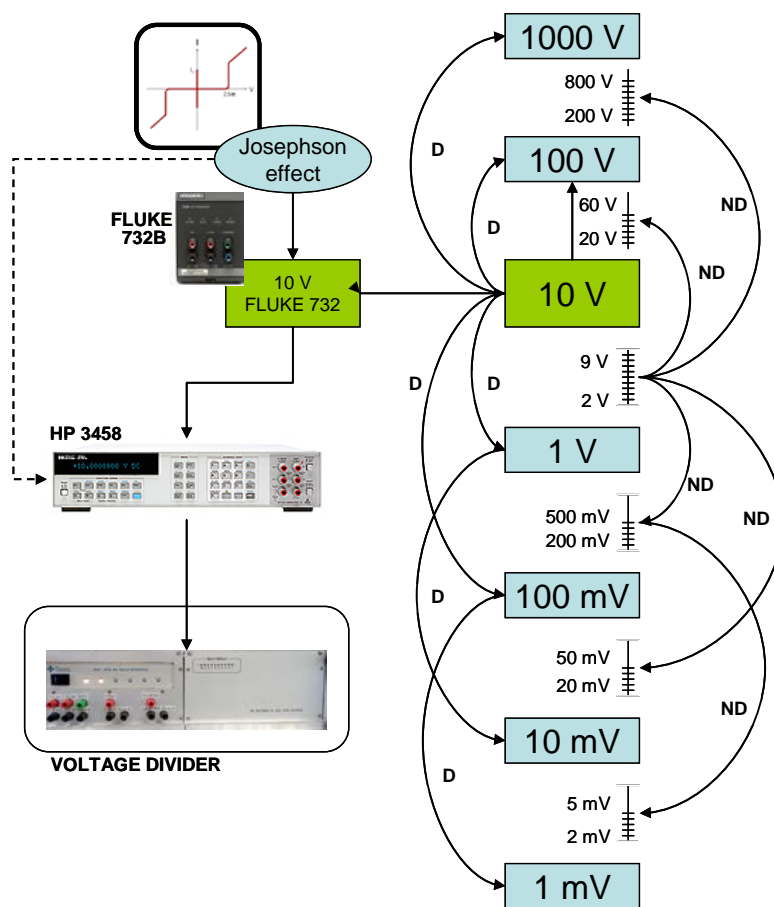 1000 V
I
V
800 V
200 V
D
Josephson
effect
100 V
D
60 V
20 V
ND
ND
FLUKE
732B
10 V
FLUKE 732
10 V
D
D
9 V
2 V
HP 3458
+10.0000000 V DC
1 V
ND
ND
500 mV
200 mV
D
100 mV
50 mV
20 mV
ND
10 mV
VOLTAGE DIVIDER
D
5 mV
2 mV
1 mV